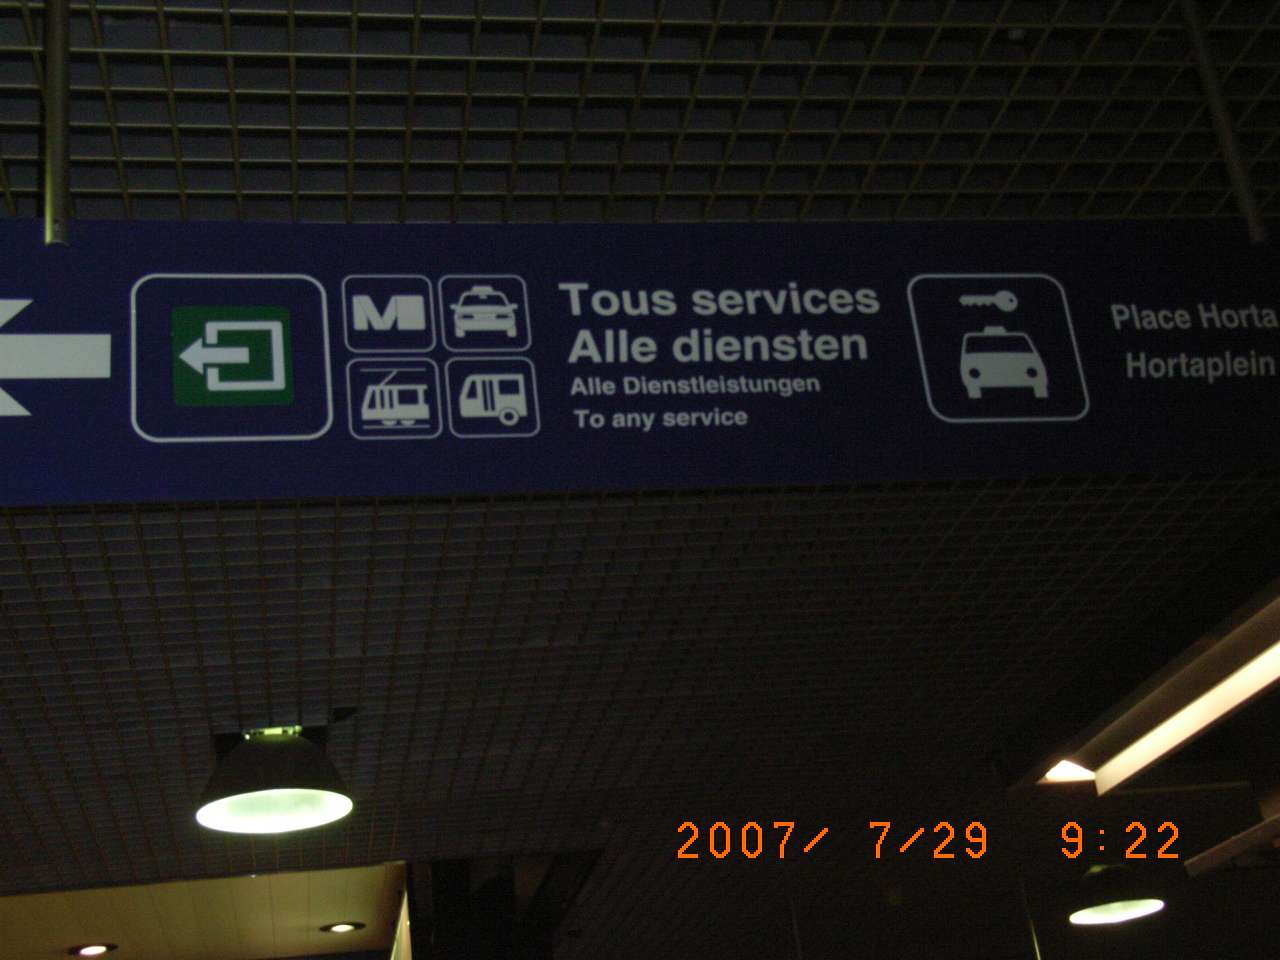 M
Tous services
Alle diensten
Alle Dienstleistungen
To any service
Place Horta
Hortaplein
2007/ 7/29 9:22